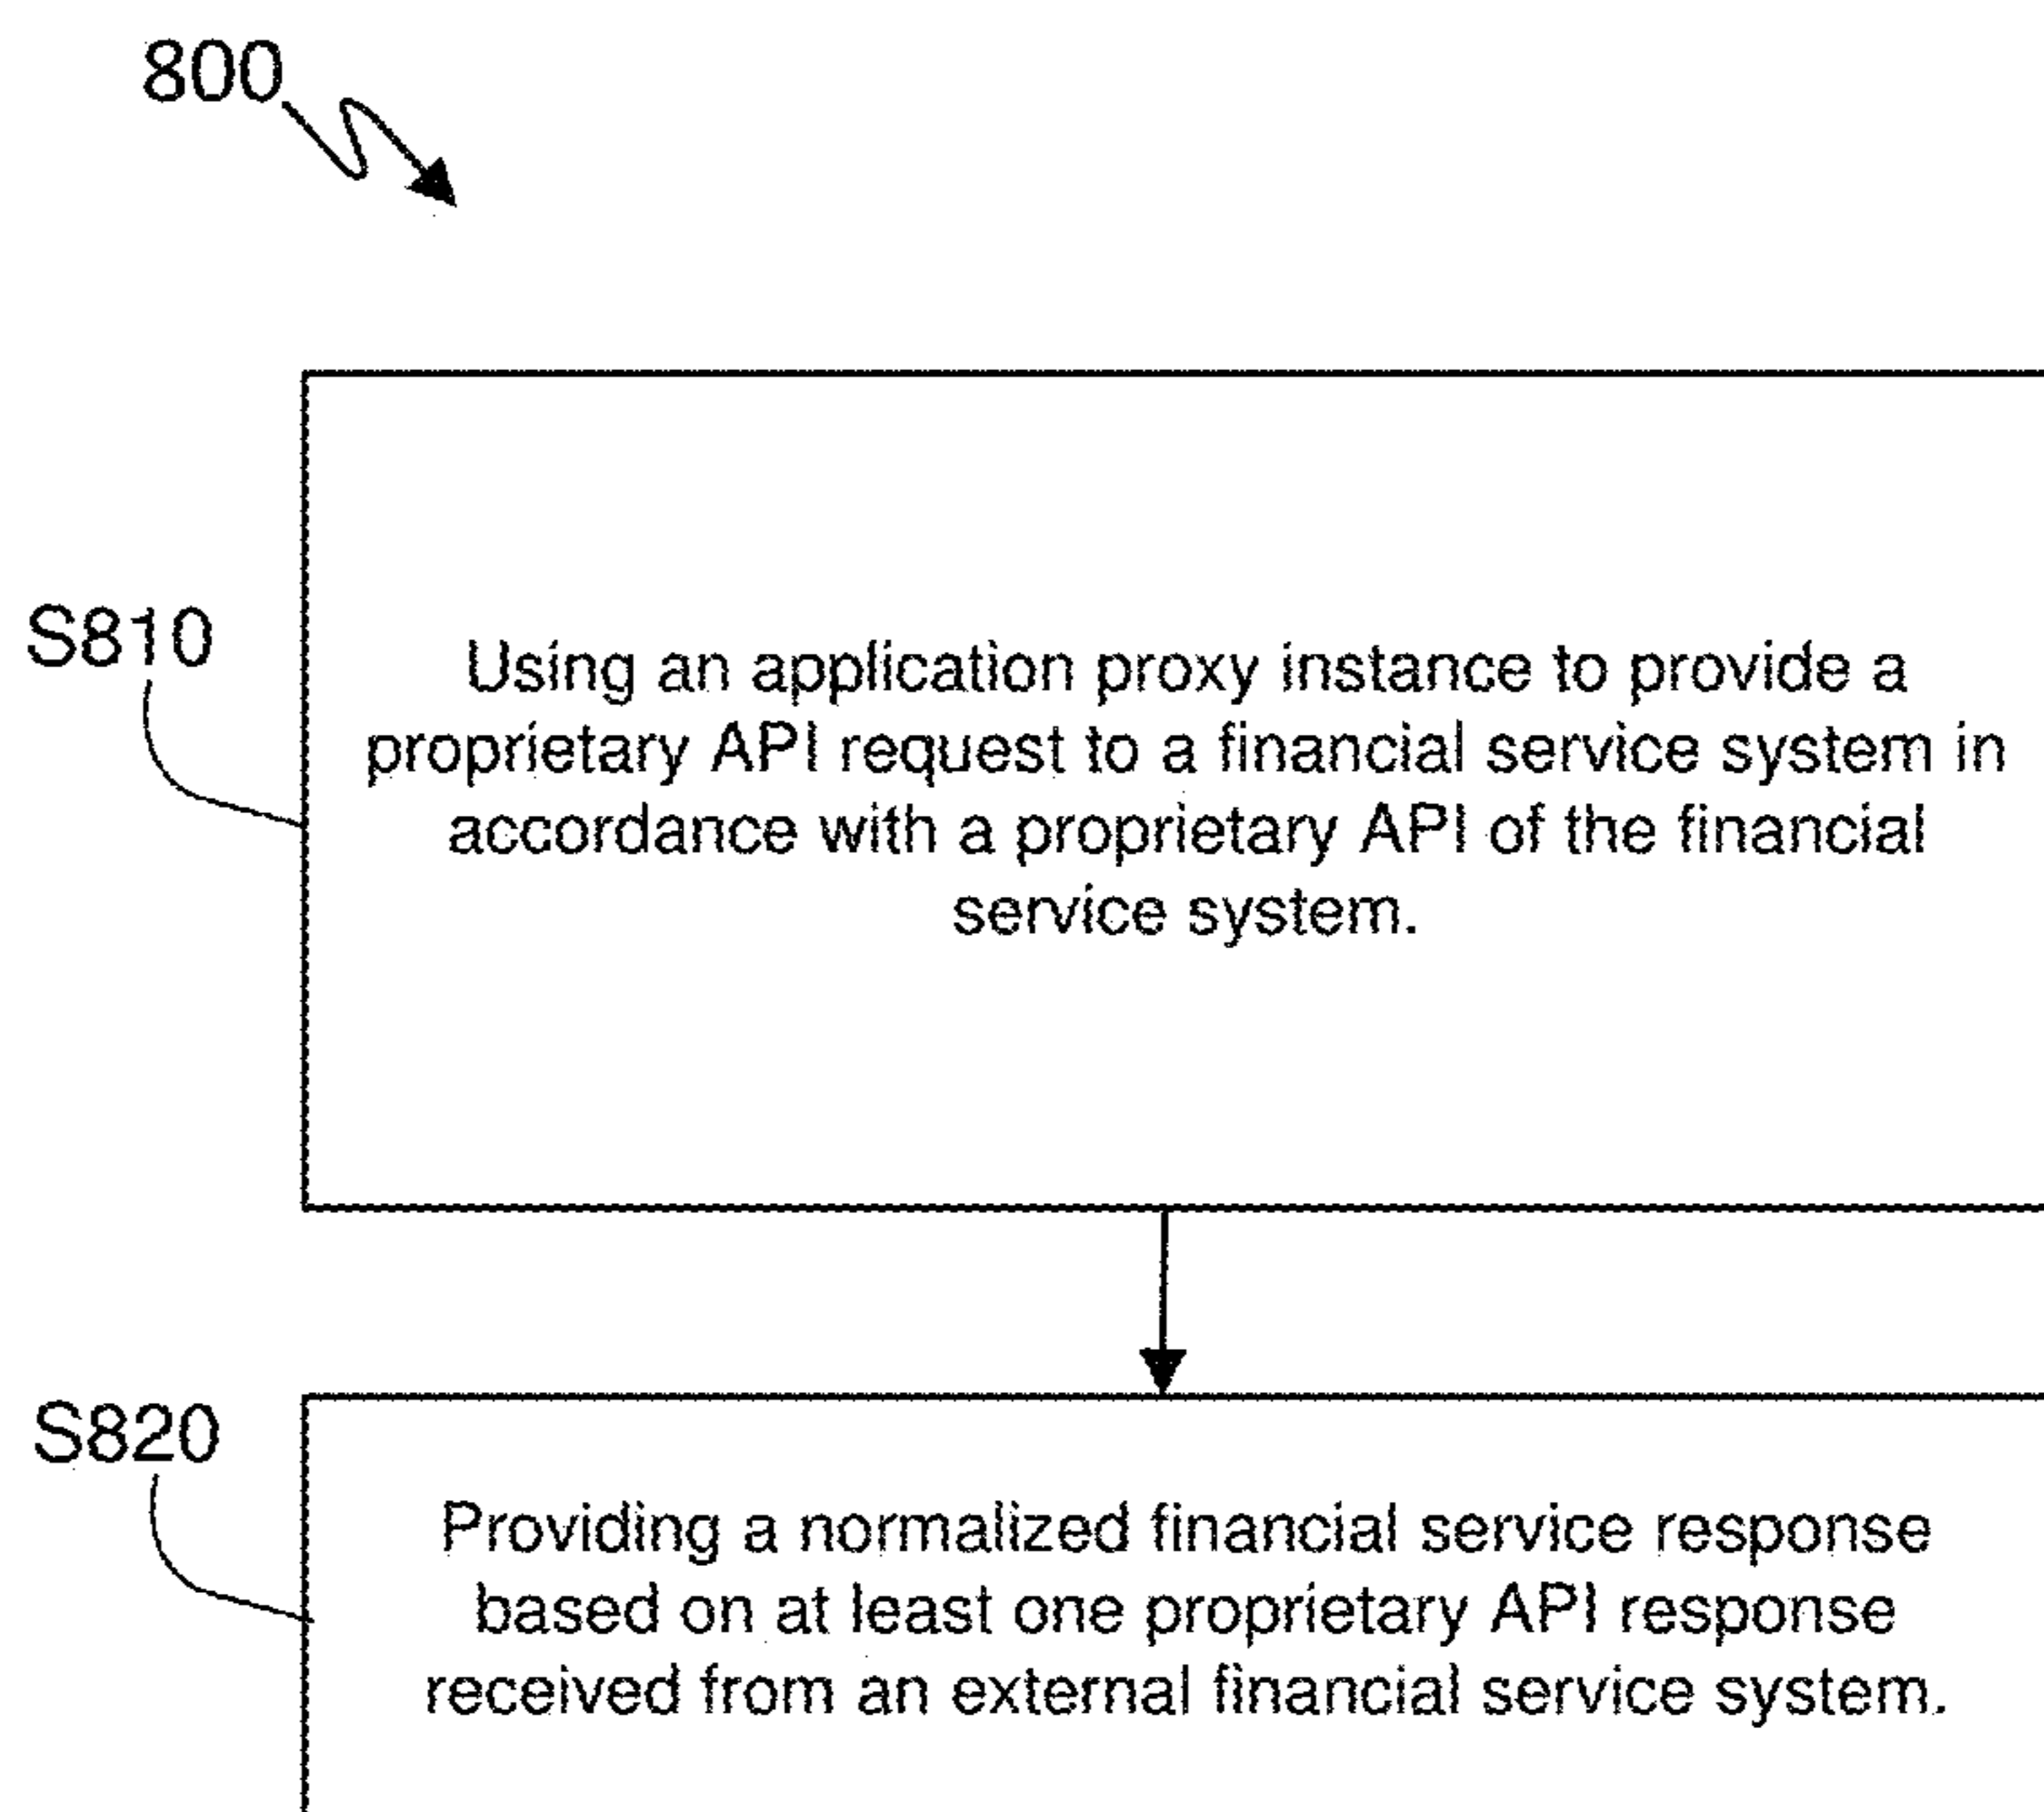 800
S810
Using an application proxy instance to provide a
proprietary API request to a financial service system in
accordance with a proprietary API of the financial
service system.
S820
Providing a normalized financial service response
based on at least one proprietary API response
received from an external financial service system.